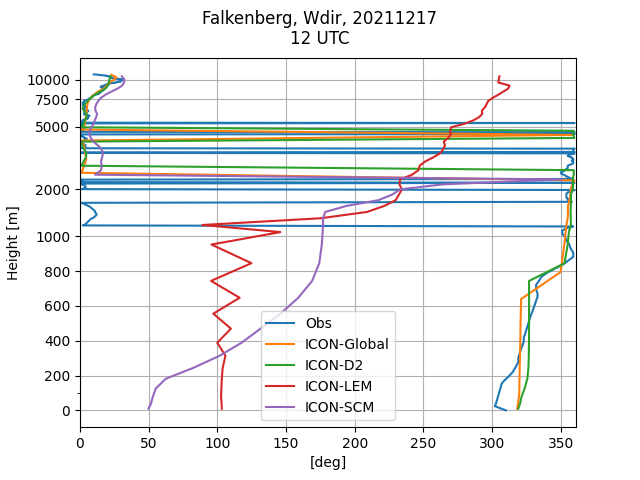 Falkenberg, Wdir, 20211217
12 UTC
10000
7500
5000
2000
1000
800
600
400
200
0
Height [m]
Obs
ICON-Global
ICON-D2
ICON-LEM
ICON-SCM
0 50 100 150 200 250 300 350
[deg]